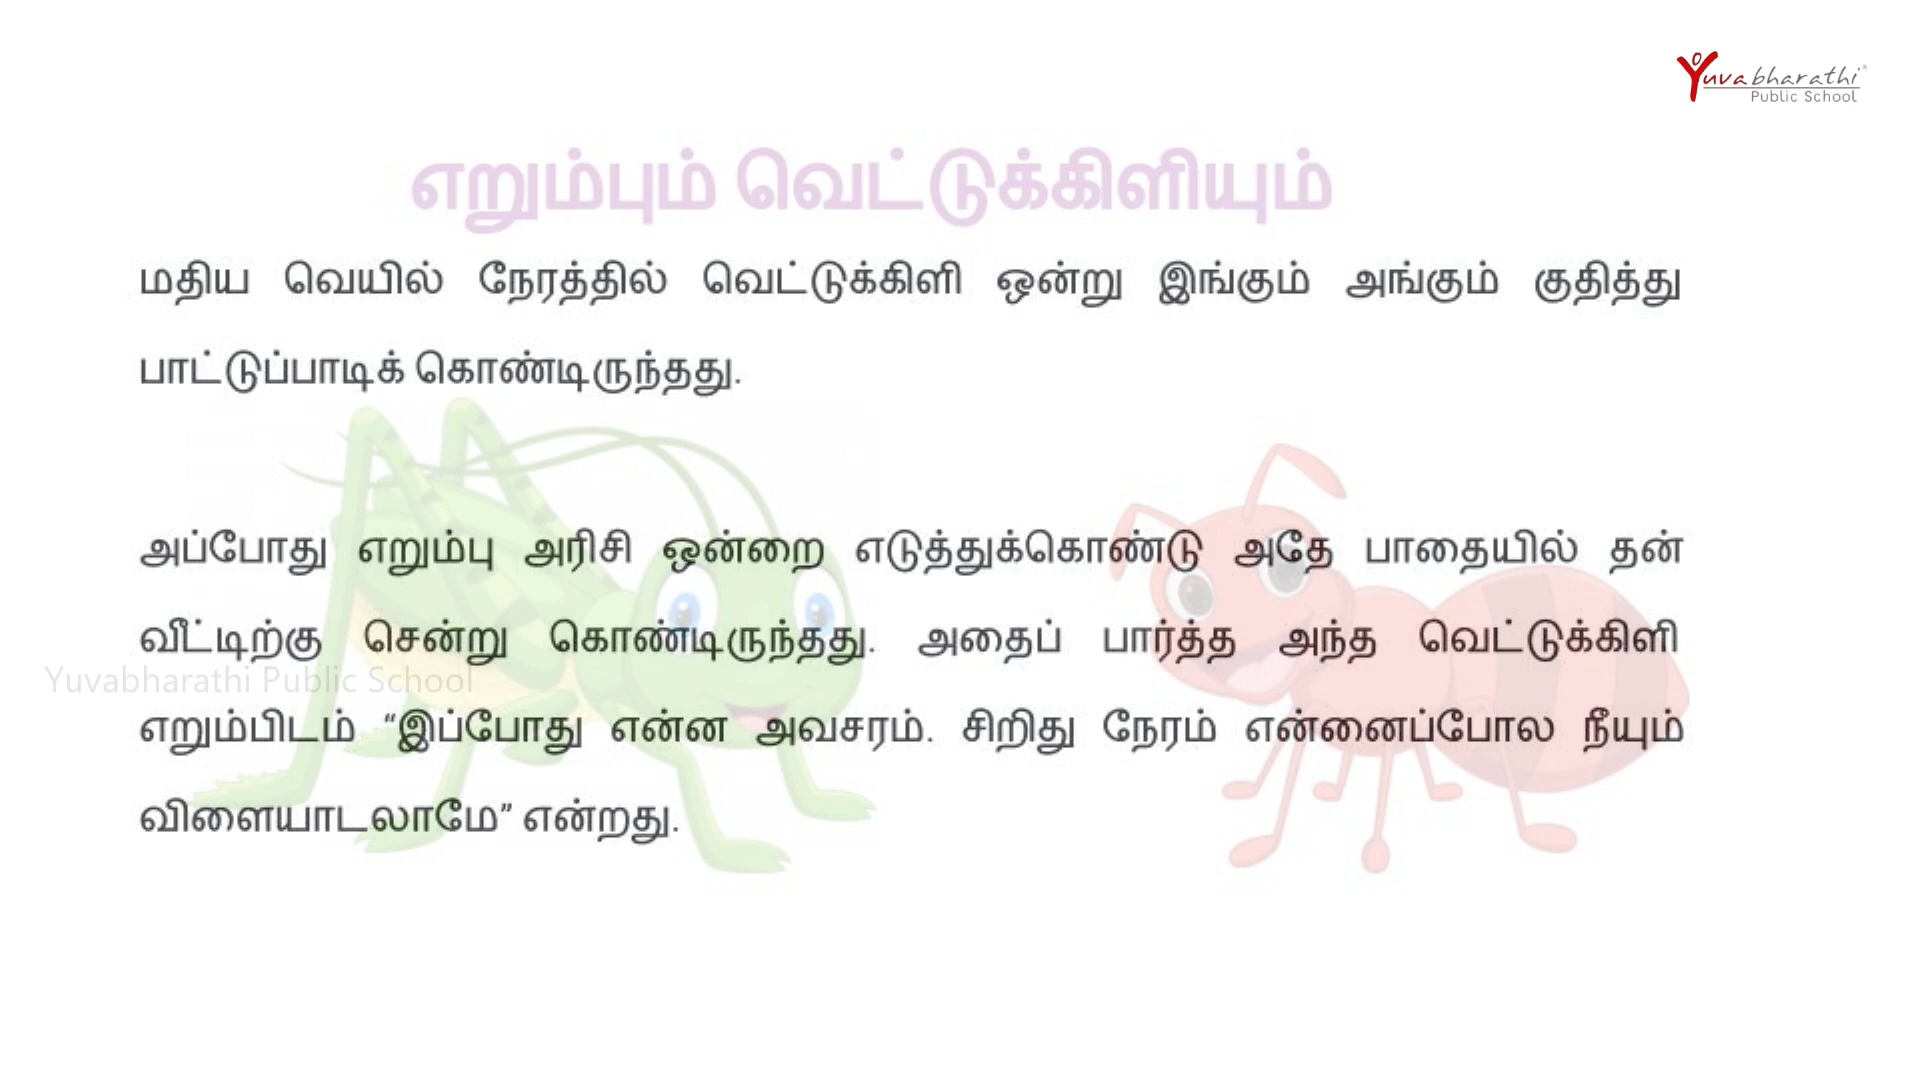 Yuvabharathi
Public School
எறும்பும் வெட்டுக்கிளியும்
மதிய வெயில் நேரத்தில் வெட்டுக்கிளி ஒன்று இங்கும் அங்கும் குதித்து
பாட்டுப்பாடிக் கொண்டிருந்தது.
அப்போது எறும்பு அரிசி ஒன்றை எடுத்துக்கொண்டு அதே பாதையில் தன்
வீட்டிற்கு சென்று கொண்டிருந்தது. அதைப் பார்த்த அந்த வெட்டுக்கிளி
Yuvabharathi Public School
எறும்பிடம் “இப்போது என்ன அவசரம். சிறிது நேரம் என்னைப்போல நீயும்
விளையாடலாமே” என்றது.